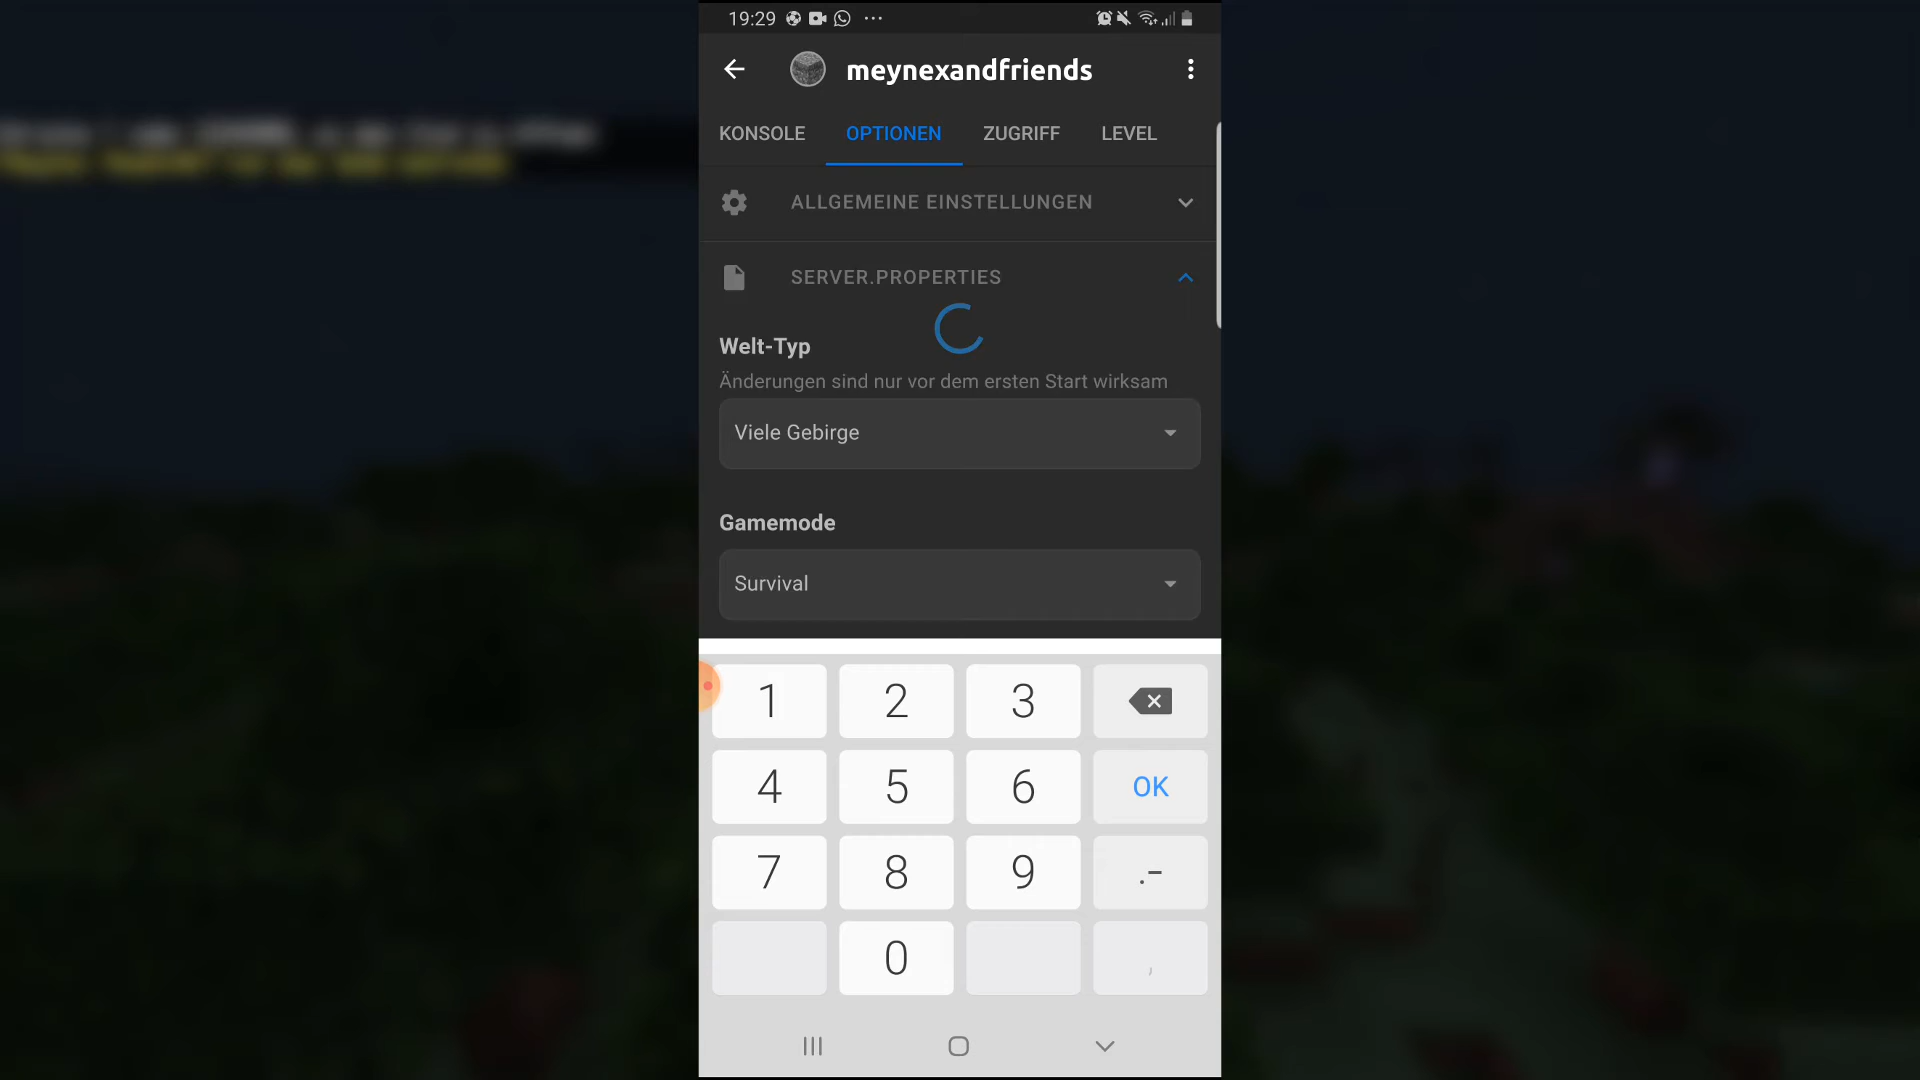 19:29
meynexandfriends
KONSOLE OPTIONEN ZUGRIFF LEVEL
ALLGEMEINE EINSTELLUNGEN
SERVER.PROPERTIES
Welt-Typ
Änderungen sind nur vor dem ersten Start wirksam
Viele Gebirge
Gamemode
Survival
1 2 3
4 5 6 OK
7 8 9 .-
0 ,